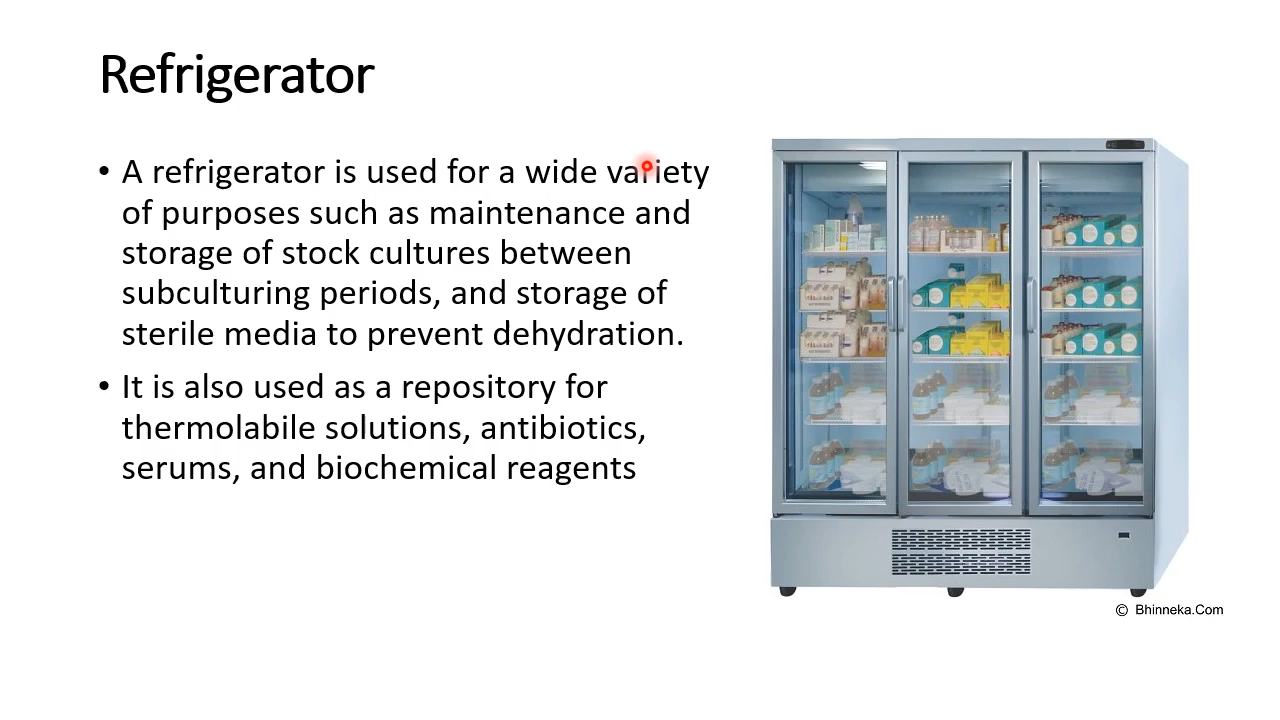 Refrigerator
• A refrigerator is used for a wide variety
of purposes such as maintenance and
storage of stock cultures between
subculturing periods, and storage of
sterile media to prevent dehydration.
• It is also used as a repository for
thermolabile solutions, antibiotics,
serums, and biochemical reagents
© Bhinneka.Com